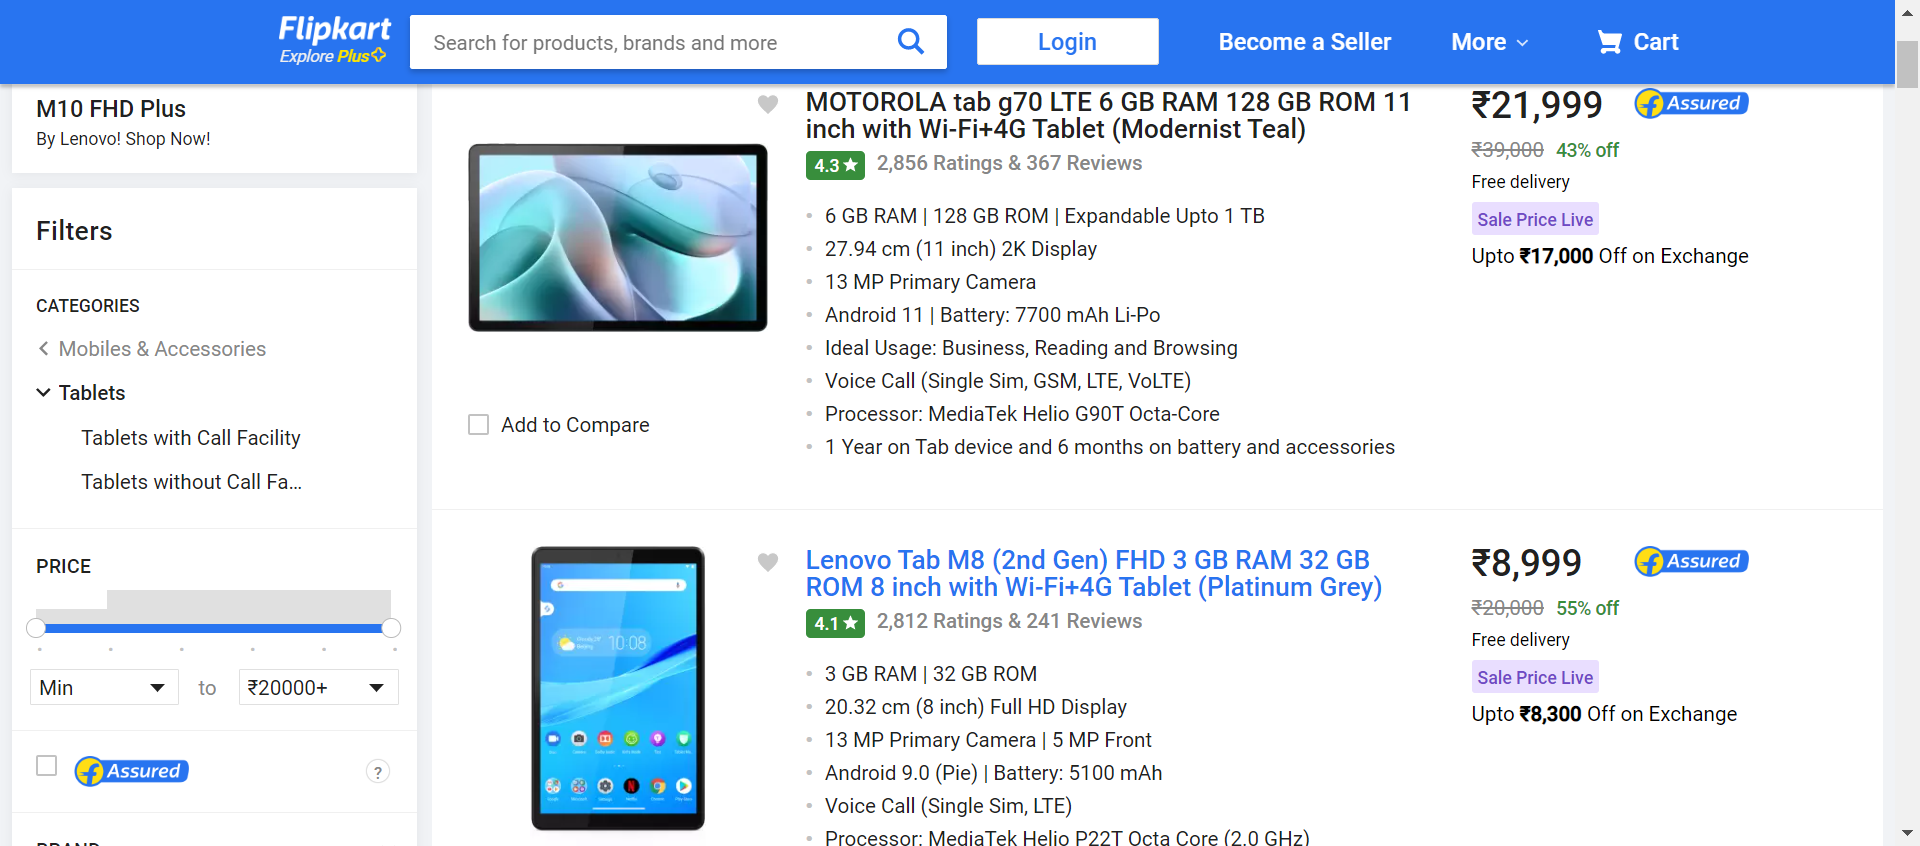 Flipkart
Explore Plus
Search for products, brands and more
Login
Become a Seller
More
Cart
M10 FHD Plus
By Lenovo! Shop Now!
Filters
CATEGORIES
Mobiles & Accessories
Tablets
Tablets with Call Facility
Tablets without Call Fa...
PRICE
Min
to
₹20000+
Assured
?
MOTOROLA tab g70 LTE 6 GB RAM 128 GB ROM 11
inch with Wi-Fi+4G Tablet (Modernist Teal)
4.3 ★ 2,856 Ratings & 367 Reviews
6 GB RAM | 128 GB ROM | Expandable Upto 1 TB
27.94 cm (11 inch) 2K Display
13 MP Primary Camera
Android 11 | Battery: 7700 mAh Li-Po
Ideal Usage: Business, Reading and Browsing
Voice Call (Single Sim, GSM, LTE, VoLTE)
Processor: MediaTek Helio G90T Octa-Core
1 Year on Tab device and 6 months on battery and accessories
Add to Compare
₹21,999
Assured
₹39,000 43% off
Free delivery
Sale Price Live
Upto ₹17,000 Off on Exchange
10:08
Lenovo Tab M8 (2nd Gen) FHD 3 GB RAM 32 GB
ROM 8 inch with Wi-Fi+4G Tablet (Platinum Grey)
4.1 ★ 2,812 Ratings & 241 Reviews
3 GB RAM | 32 GB ROM
20.32 cm (8 inch) Full HD Display
13 MP Primary Camera | 5 MP Front
Android 9.0 (Pie) | Battery: 5100 mAh
Voice Call (Single Sim, LTE)
Processor: MediaTek Helio P22T Octa Core (2.0 GHz)
₹8,999
Assured
₹20,000 55% off
Free delivery
Sale Price Live
Upto ₹8,300 Off on Exchange